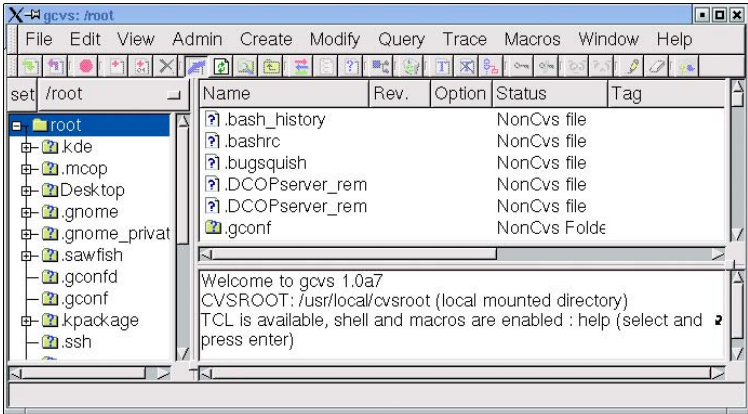 gcvs: /root
File Edit View Admin Create Modify Query Trace Macros Window Help
set /root
Name Rev. Option Status Tag
root
.kde
.mcop
Desktop
.gnome
.gnome_privat
.sawfish
.gconfd
.gconf
.kpackage
.ssh
.bash_history NonCvs file
.bashrc NonCvs file
.bugsquish NonCvs file
.DCOPserver_rem NonCvs file
.DCOPserver_rem NonCvs file
.gconf NonCvs Folde
Welcome to gcvs 1.0a7
CVSROOT: /usr/local/cvsroot (local mounted directory)
TCL is available, shell and macros are enabled : help (select and
press enter)